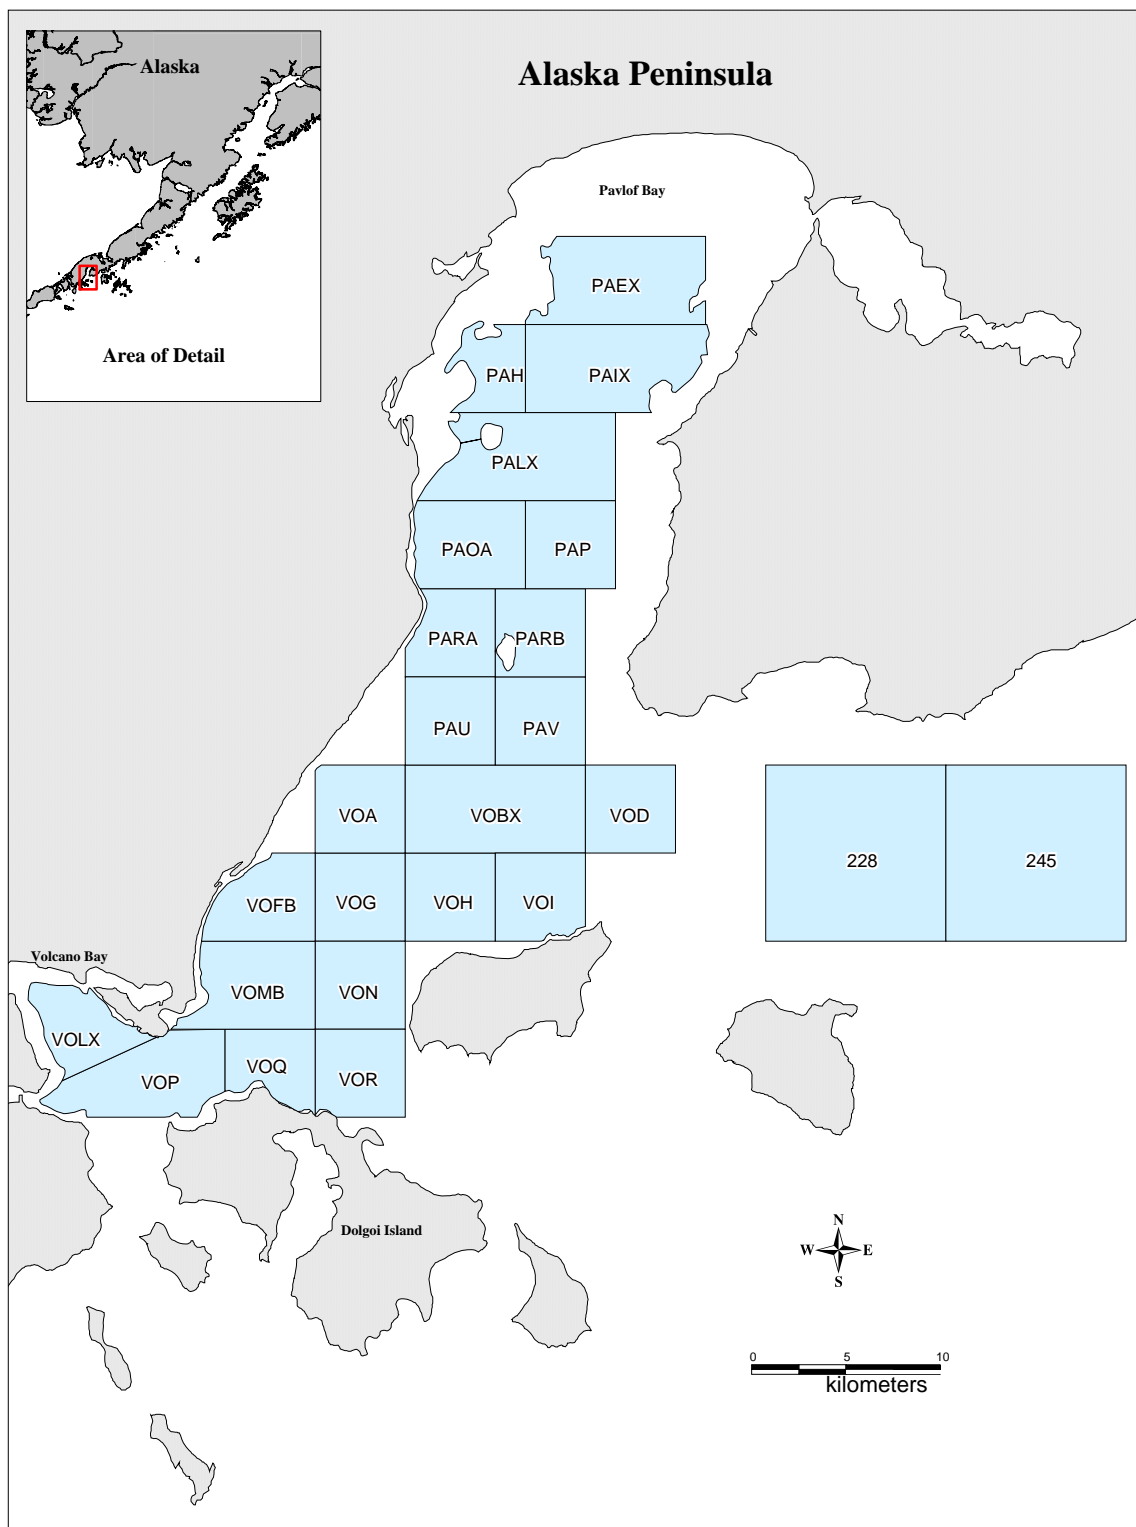 Alaska
Alaska Peninsula
Area of Detail
Pavlof Bay
PAEX
PAH
PAIX
PALX
PAOA
PAP
PARA
PARB
PAU
PAV
VOA
VOBX
VOD
228
245
VOFB
VOG
VOH
VOI
Volcano Bay
VOMB
VON
VOLX
VOP
VOQ
VOR
Dolgoi Island
N
W
E
S
0 5 10
kilometers